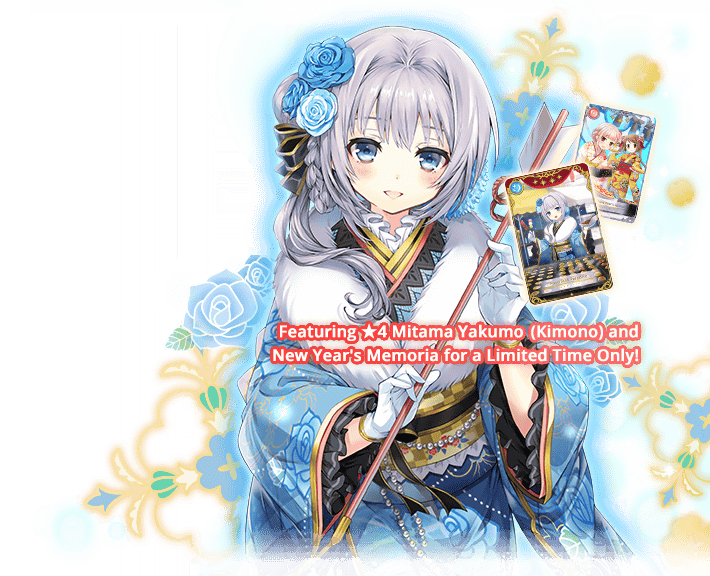 Featuring ★4 Mitama Yakumo (Kimono) and
New Year's Memoria for a Limited Time Only!